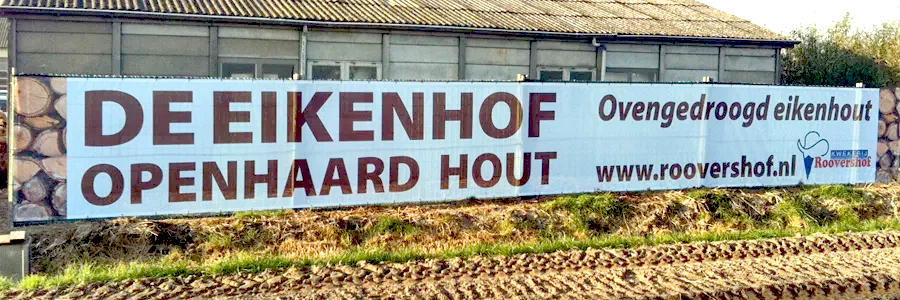 DE EIKENHOF
OPENHAARD HOUT
Ovengedroogd eikenhout
www.roovershof.nl
KWEKERIJ
Roovershof